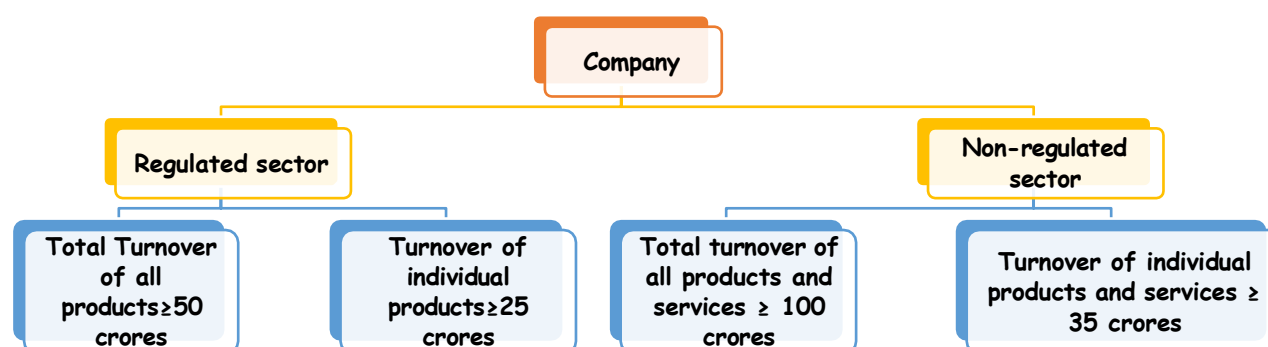 Company
Regulated sector
Non-regulated
sector
Total Turnover
of all
products≥50
crores
Turnover of
individual
products≥25
crores
Total turnover of
all products and
services ≥ 100
crores
Turnover of individual
products and services ≥
35 crores